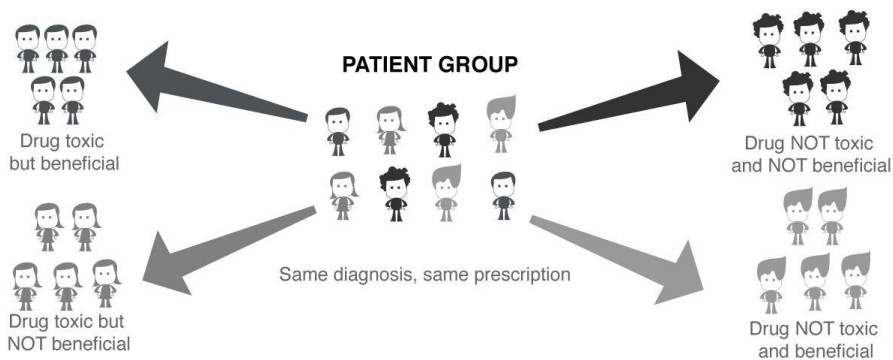 PATIENT GROUP
Drug toxic
but beneficial
Drug NOT toxic
and NOT beneficial
Same diagnosis, same prescription
Drug toxic but
NOT beneficial
Drug NOT toxic
and beneficial